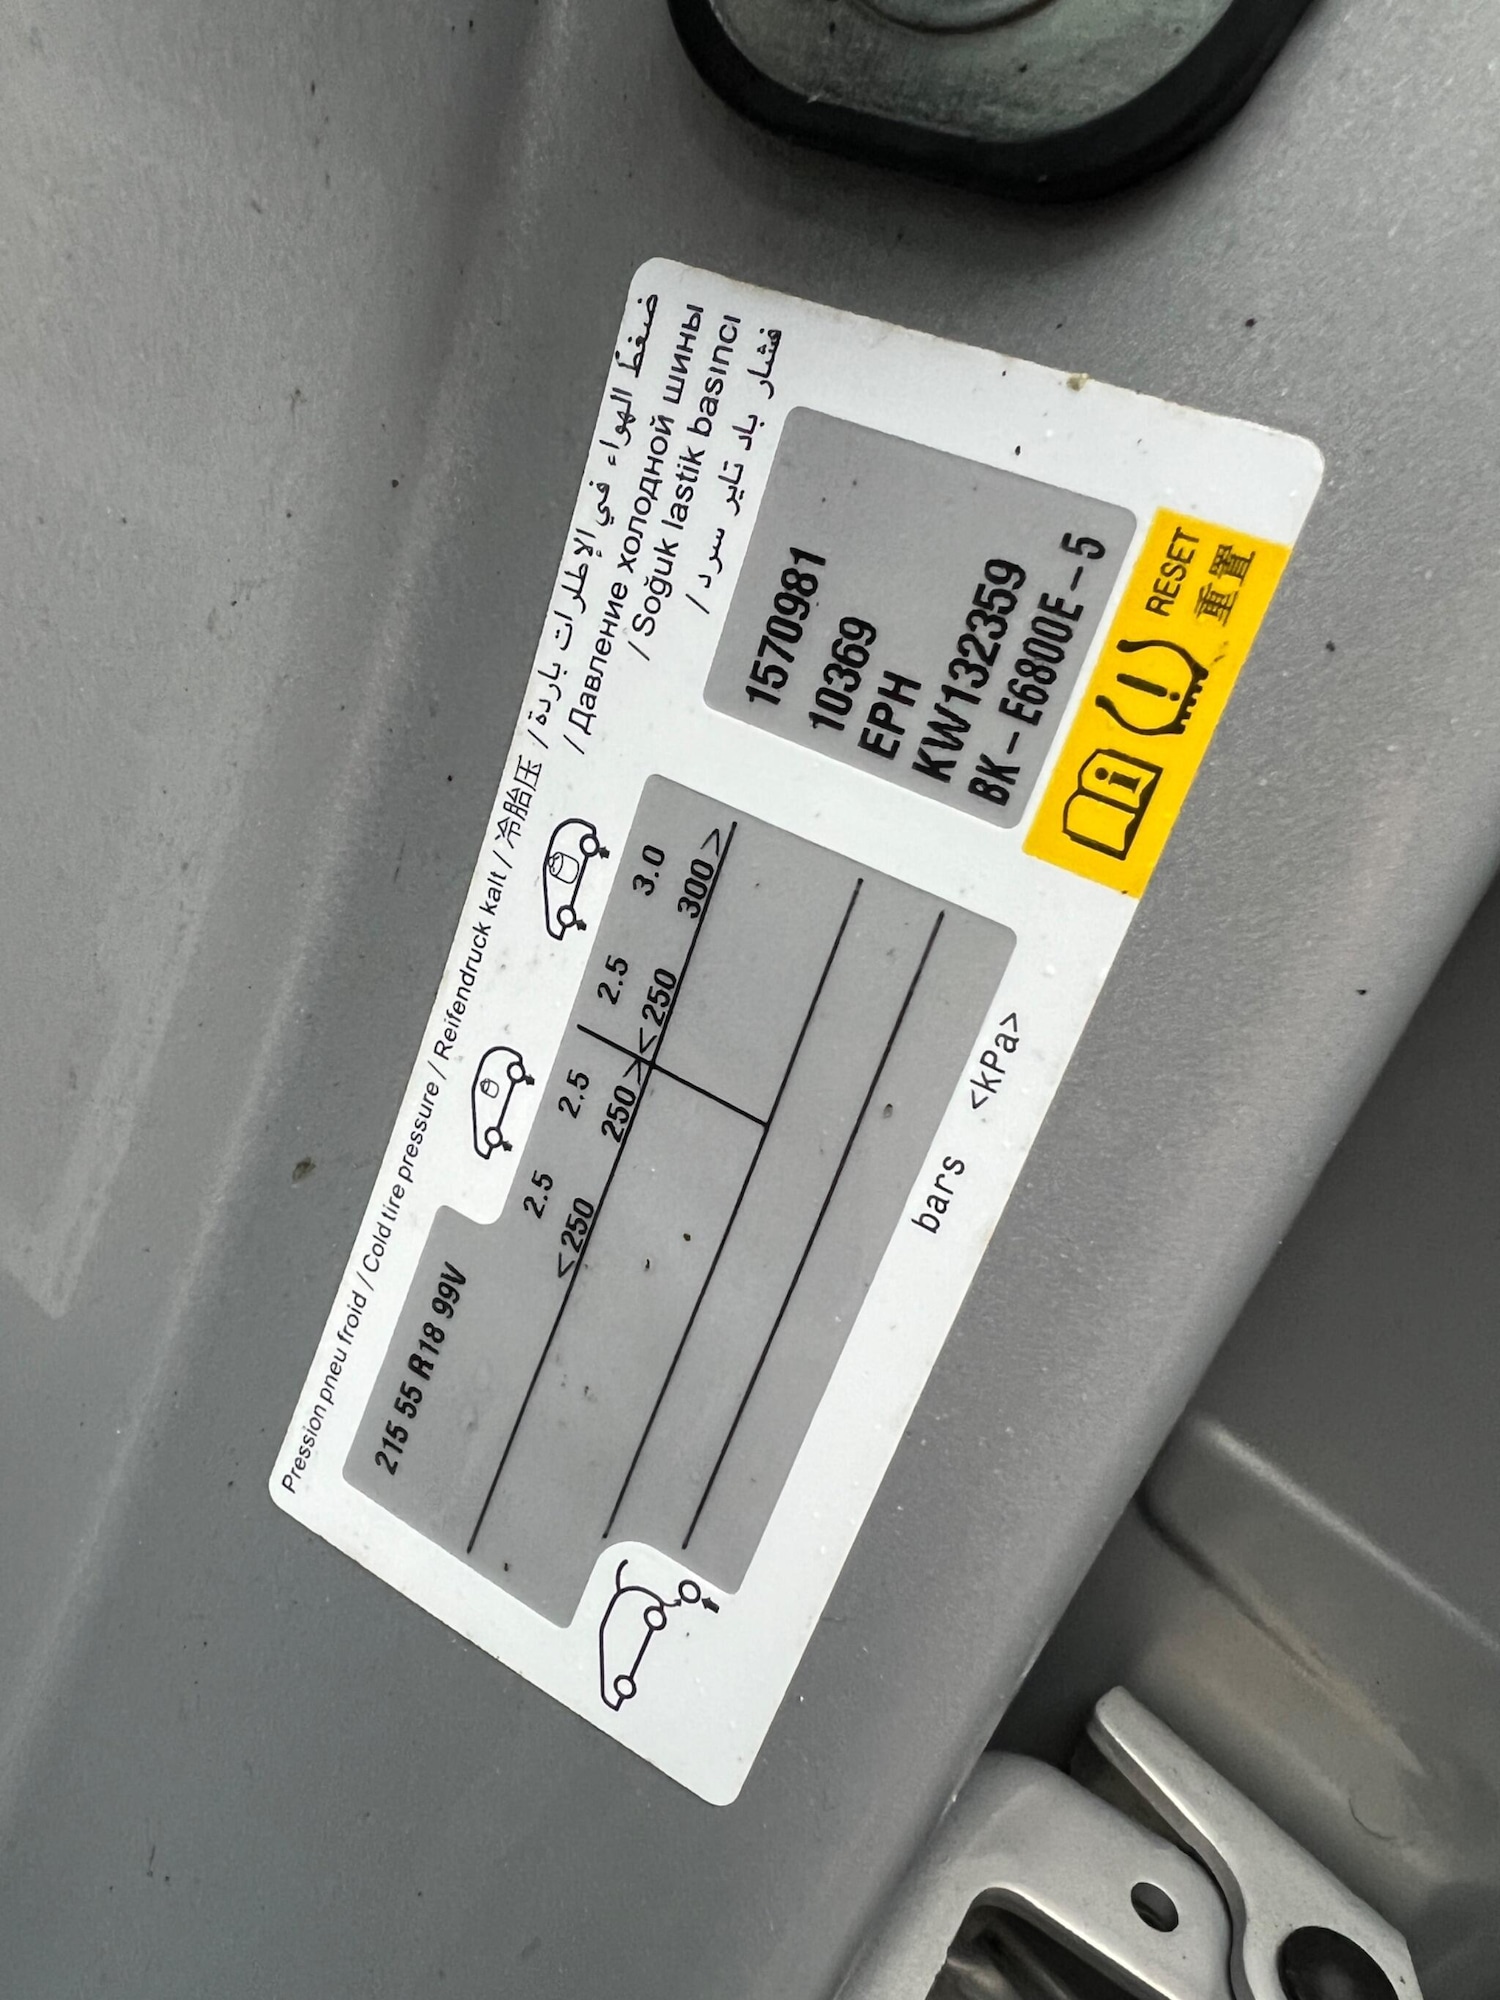 Pression pneu froid / Cold tire pressure / Reifendruck kalt / 冷胎压 / ضغط الهواء في الإطارات باردة
/ Давление холодной шины
/ Soğuk lastik basıncı
/ فشار باد تایر سرد
215 55 R18 99V
2.5 2.5 2.5 3.0
<250 250> <250 300>
bars <kPa>
1570981
10369
EPH
KW132359
BK-E6800E-5
RESET
重置